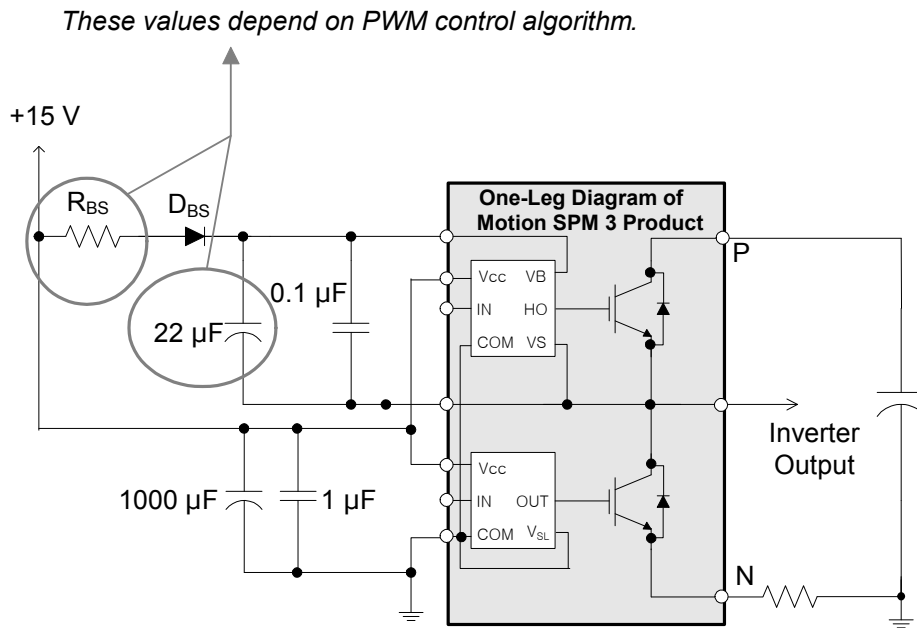 These values depend on PWM control algorithm.
+15 V
RBS
DBS
One-Leg Diagram of
Motion SPM 3 Product
P
Vcc
VB
0.1 µF
IN
HO
22 µF
COM
VS
Inverter
Output
Vcc
1000 µF
1 µF
IN
OUT
COM
VSL
N